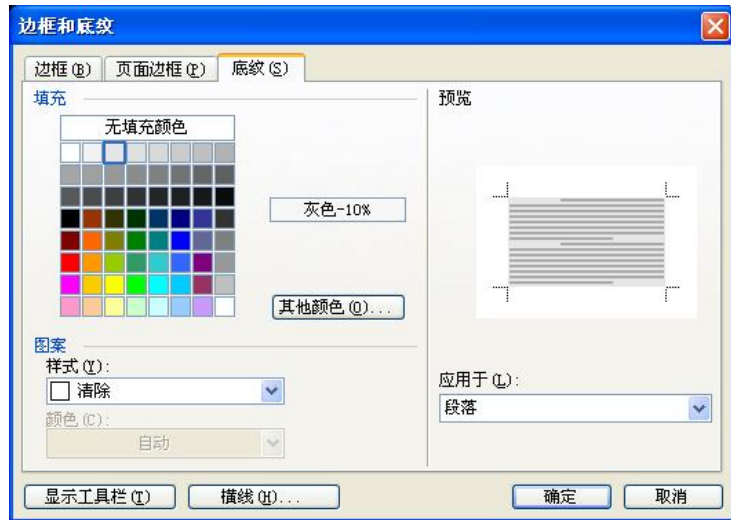 边框和底纹
边框(B) 页面边框(P) 底纹(S)
填充
预览
无填充颜色
灰色-10%
其他颜色(O)...
图案
样式(Y):
清除
应用于(L):
段落
颜色(C):
自动
显示工具栏(T) 横线(H)... 确定 取消